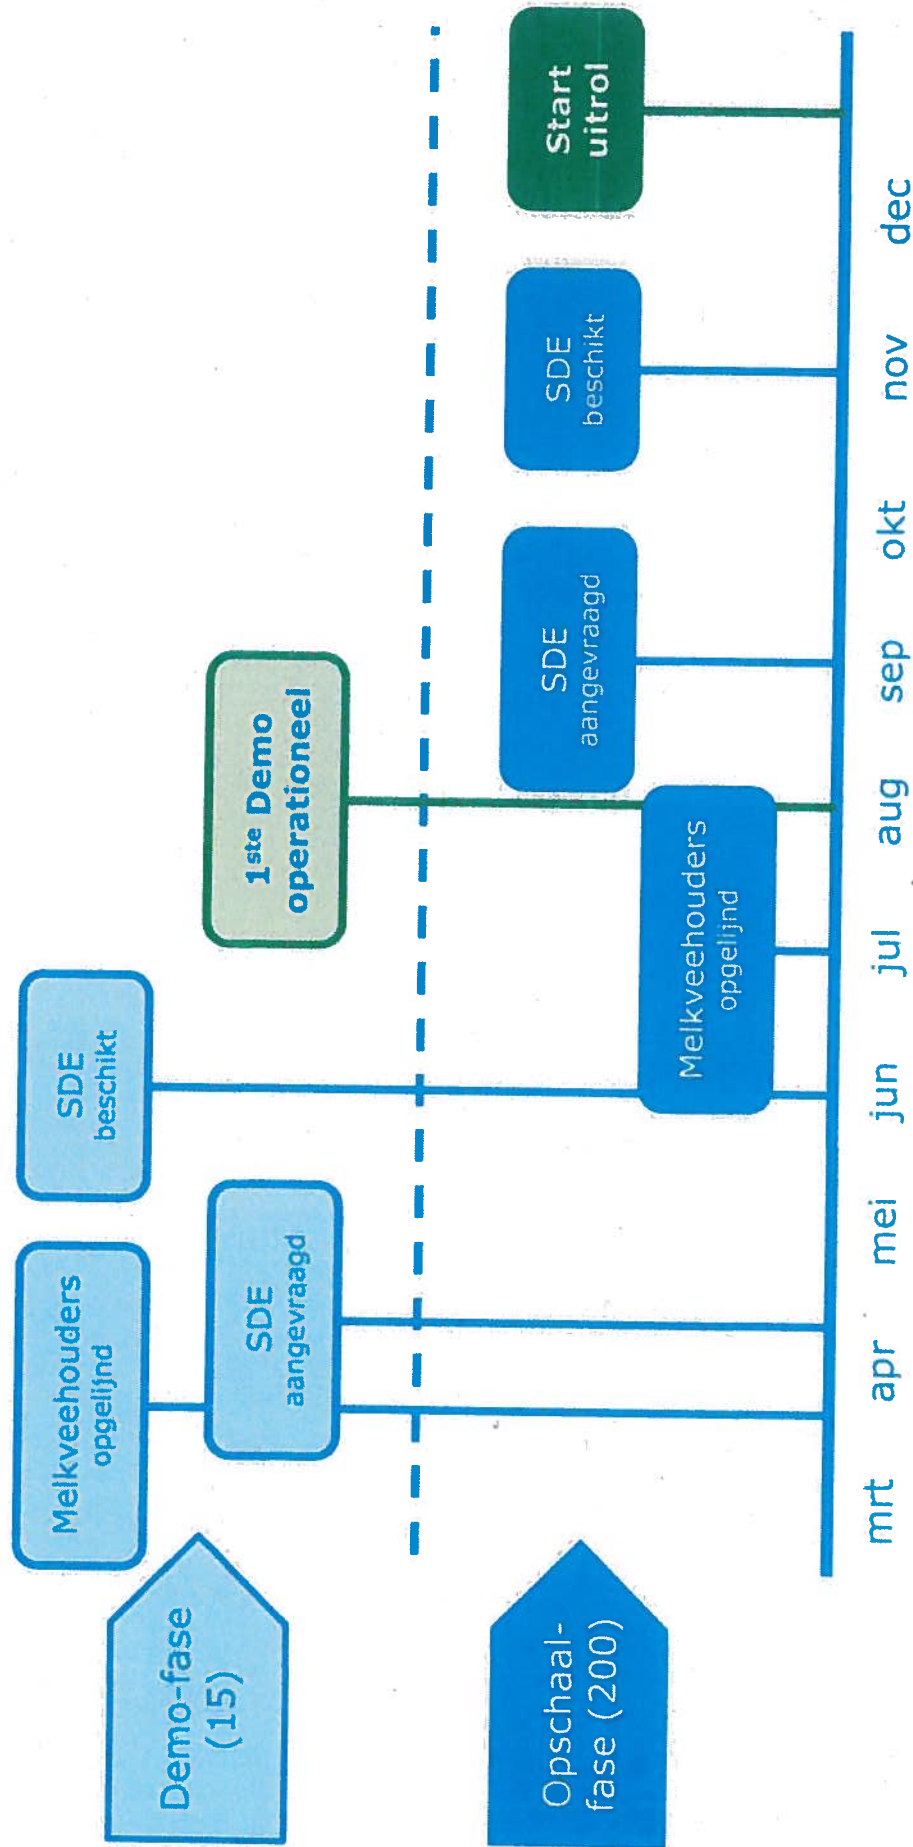 Demo-fase
(15)
Melkveehouders
opgelijnd
SDE
aangevraagd
SDE
beschikt
1ste Demo
operationeel
Opschaal-
fase (200)
Melkveehouders
opgelijnd
SDE
aangevraagd
SDE
beschikt
Start
uitrol
mrt apr mei jun jul aug sep okt nov dec